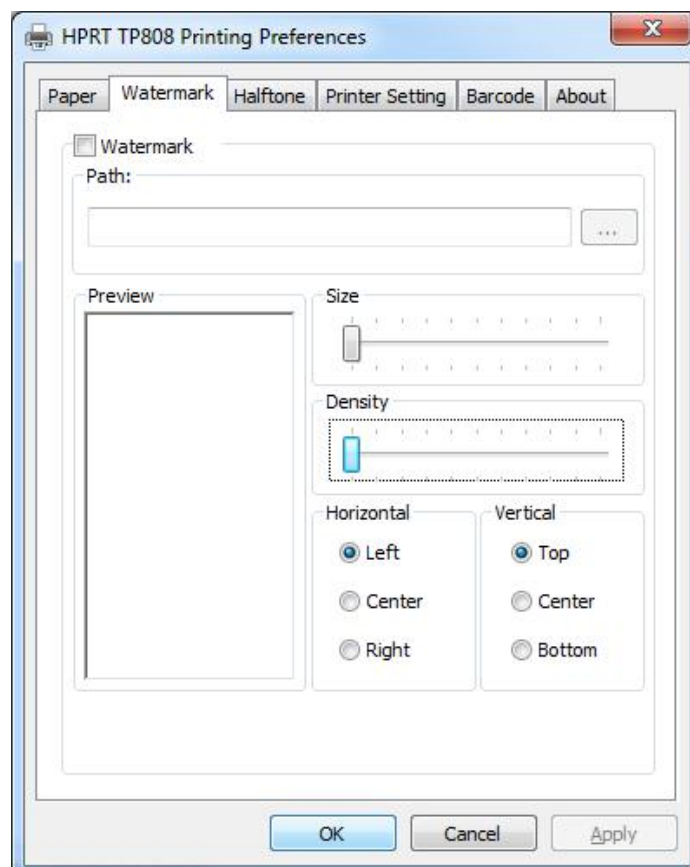 HPRT TP808 Printing Preferences
Paper Watermark Halftone Printer Setting Barcode About
Watermark
Path:
...
Preview
Size
Density
Horizontal Vertical
Left Top
Center Center
Right Bottom
OK Cancel Apply